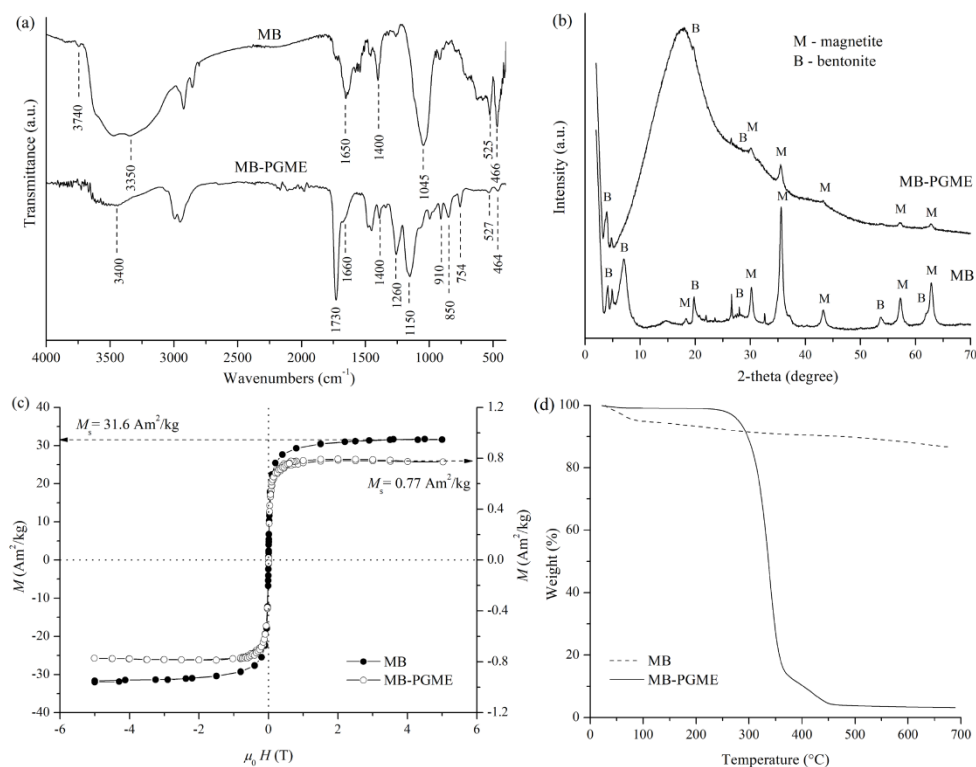 (a)
MB
3740
3350
1650
1400
1045
525
466
MB-PGME
3400
1730
1660
1400
1260
1150
910
850
754
527
464
Transmittance (a.u.)
4000 3500 3000 2500 2000 1500 1000 500
Wavenumbers (cm⁻¹)
(b)
M - magnetite
B - bentonite
B
B
B M
M
M
M M
MB-PGME
B
B
M
B
B
M
M
M
B
M
B
M
MB
Intensity (a.u.)
0 10 20 30 40 50 60 70
2-theta (degree)
(c)
Mₛ= 31.6 Am²/kg
Mₛ= 0.77 Am²/kg
MB
MB-PGME
M (Am²/kg)
40
30
20
10
0
-10
-20
-30
-40
1.2
0.8
0.4
0.0
-0.4
-0.8
-1.2
M (Am²/kg)
-6 -4 -2 0 2 4 6
μ₀ H (T)
(d)
100
80
60
40
20
0
Weight (%)
MB
MB-PGME
0 100 200 300 400 500 600 700
Temperature (°C)